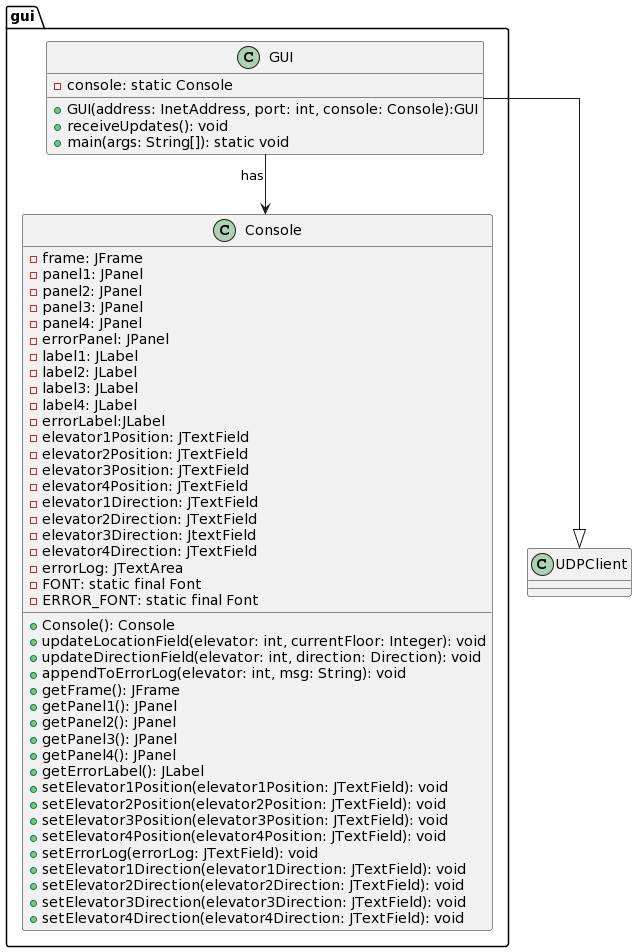 gui
C GUI
console: static Console
GUI(address: InetAddress, port: int, console: Console):GUI
receiveUpdates(): void
main(args: String[]): static void
has
C Console
frame: JFrame
panel1: JPanel
panel2: JPanel
panel3: JPanel
panel4: JPanel
errorPanel: JPanel
label1: JLabel
label2: JLabel
label3: JLabel
label4: JLabel
errorLabel:JLabel
elevator1Position: JTextField
elevator2Position: JTextField
elevator3Position: JTextField
elevator4Position: JTextField
elevator1Direction: JTextField
elevator2Direction: JTextField
elevator3Direction: JtextField
elevator4Direction: JTextField
errorLog: JTextArea
FONT: static final Font
ERROR_FONT: static final Font
Console(): Console
updateLocationField(elevator: int, currentFloor: Integer): void
updateDirectionField(elevator: int, direction: Direction): void
appendToErrorLog(elevator: int, msg: String): void
getFrame(): JFrame
getPanel1(): JPanel
getPanel2(): JPanel
getPanel3(): JPanel
getPanel4(): JPanel
getErrorLabel(): JLabel
setElevator1Position(elevator1Position: JTextField): void
setElevator2Position(elevator2Position: JTextField): void
setElevator3Position(elevator3Position: JTextField): void
setElevator4Position(elevator4Position: JTextField): void
setErrorLog(errorLog: JTextField): void
setElevator1Direction(elevator1Direction: JTextField): void
setElevator2Direction(elevator2Direction: JTextField): void
setElevator3Direction(elevator3Direction: JTextField): void
setElevator4Direction(elevator4Direction: JTextField): void
C UDPClient